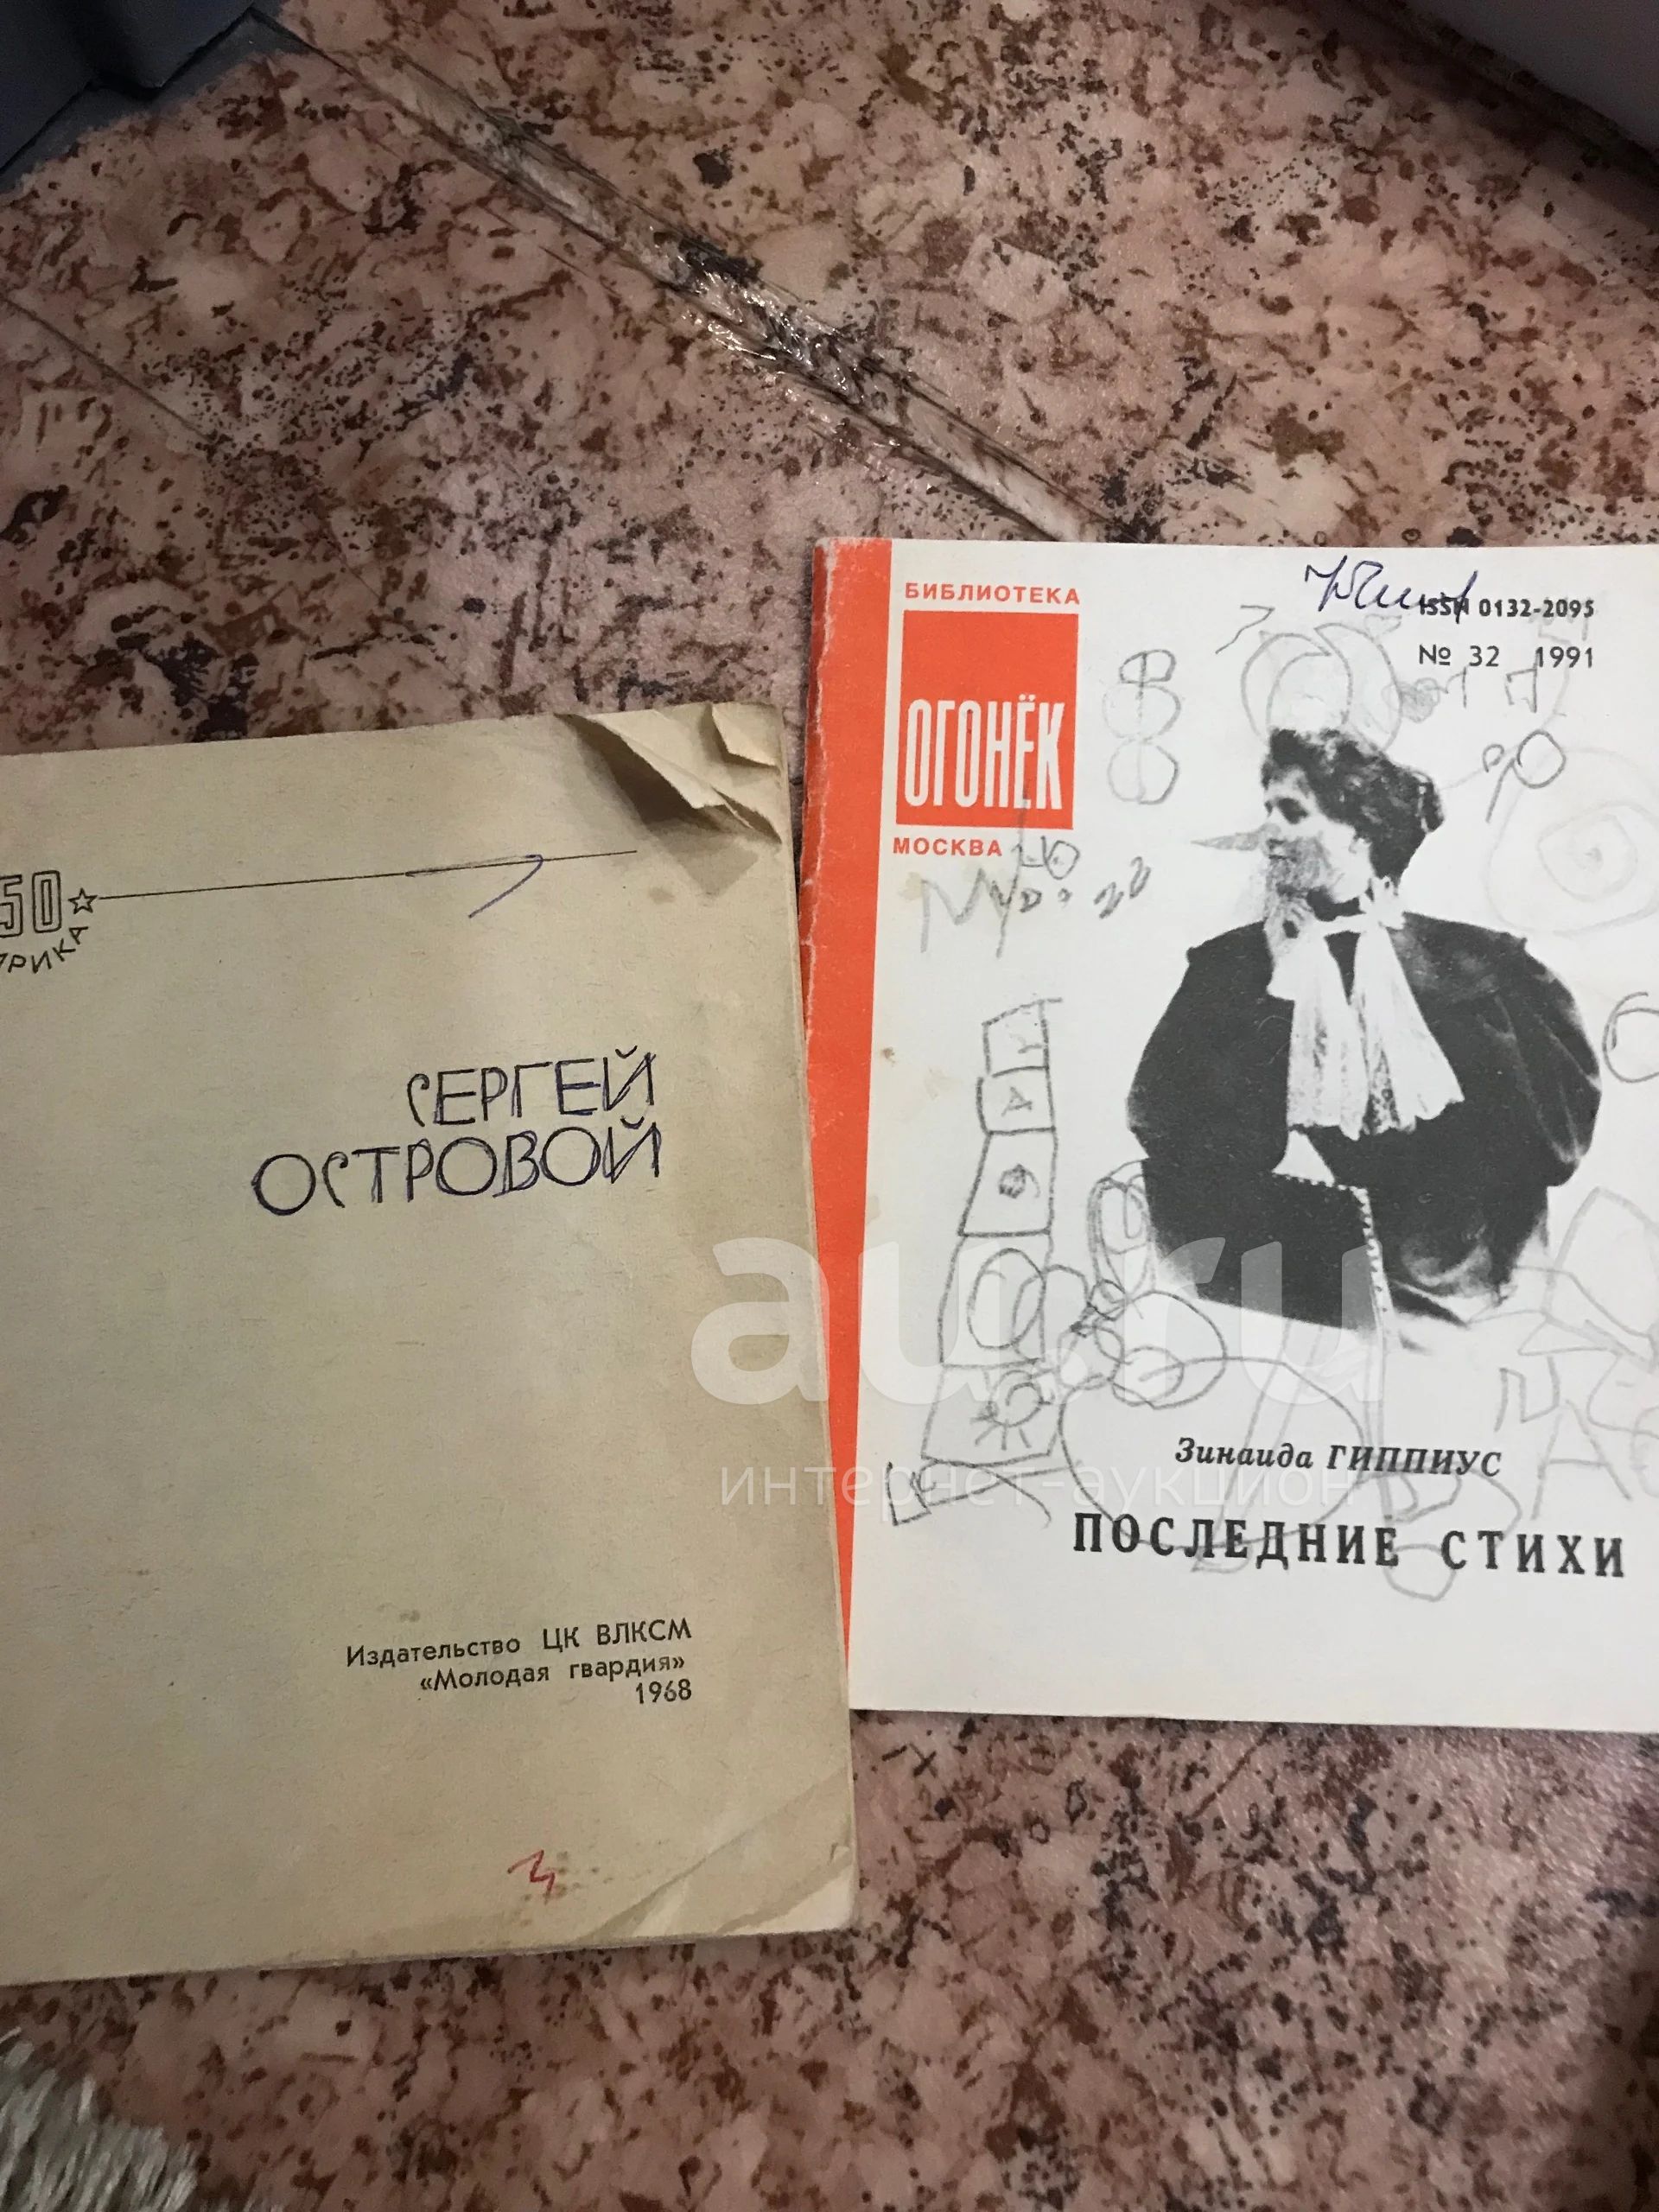 50
РИКА
СЕРГЕЙ
ОСТРОВОЙ
Издательство ЦК ВЛКСМ
«Молодая гвардия»
1968
БИБЛИОТЕКА
ОГОНЁК
МОСКВА
ISSN 0132-2095
№ 32 1991
Зинаида ГИППИУС
ПОСЛЕДНИЕ СТИХИ
au.ru
интернет-аукцион